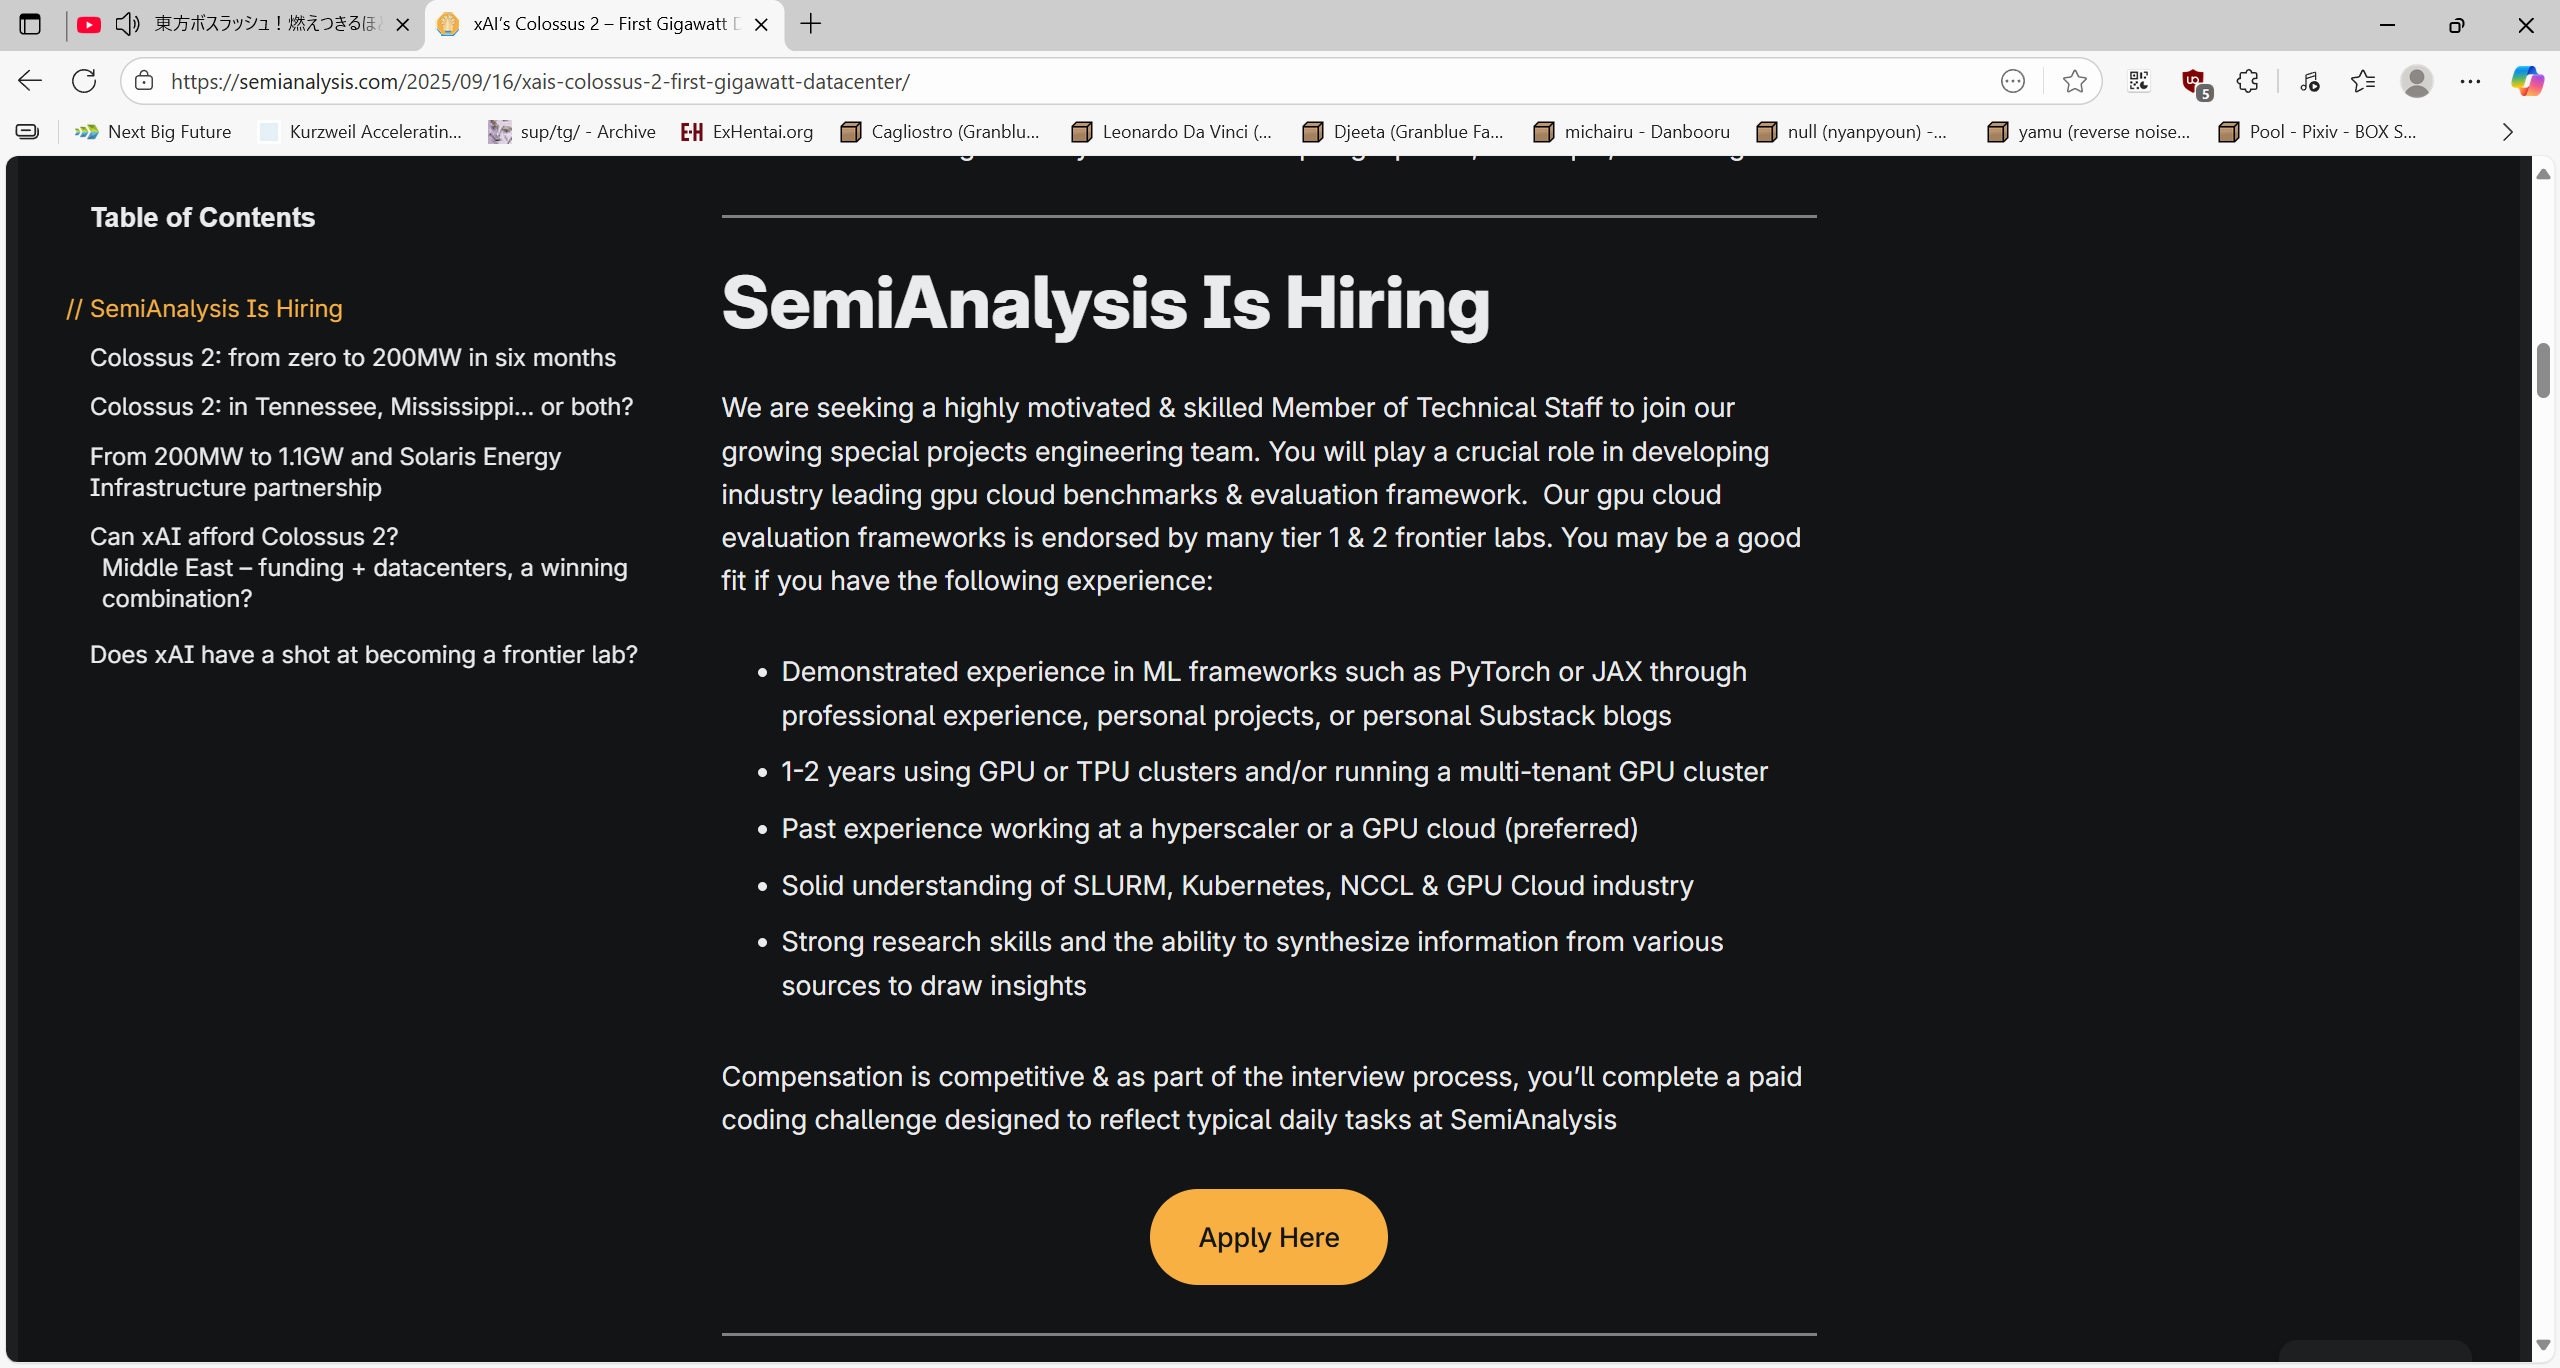 東方ボスラッシュ！燃えつきるほ
xAI's Colossus 2 – First Gigawatt
https://semianalysis.com/2025/09/16/xais-colossus-2-first-gigawatt-datacenter/
5
Next Big Future
Kurzweil Acceleratin...
sup/tg/ - Archive
E-H ExHentai.org
Cagliostro (Granblu...
Leonardo Da Vinci (...
Djeeta (Granblue Fa...
michairu - Danbooru
null (nyanpyoun) -...
yamu (reverse noise...
Pool - Pixiv - BOX S...
Table of Contents
// SemiAnalysis Is Hiring
Colossus 2: from zero to 200MW in six months
Colossus 2: in Tennessee, Mississippi... or both?
From 200MW to 1.1GW and Solaris Energy
Infrastructure partnership
Can xAI afford Colossus 2?
Middle East – funding + datacenters, a winning
combination?
Does xAI have a shot at becoming a frontier lab?
SemiAnalysis Is Hiring
We are seeking a highly motivated & skilled Member of Technical Staff to join our
growing special projects engineering team. You will play a crucial role in developing
industry leading gpu cloud benchmarks & evaluation framework.  Our gpu cloud
evaluation frameworks is endorsed by many tier 1 & 2 frontier labs. You may be a good
fit if you have the following experience:
• Demonstrated experience in ML frameworks such as PyTorch or JAX through
professional experience, personal projects, or personal Substack blogs
• 1-2 years using GPU or TPU clusters and/or running a multi-tenant GPU cluster
• Past experience working at a hyperscaler or a GPU cloud (preferred)
• Solid understanding of SLURM, Kubernetes, NCCL & GPU Cloud industry
• Strong research skills and the ability to synthesize information from various
sources to draw insights
Compensation is competitive & as part of the interview process, you'll complete a paid
coding challenge designed to reflect typical daily tasks at SemiAnalysis
Apply Here